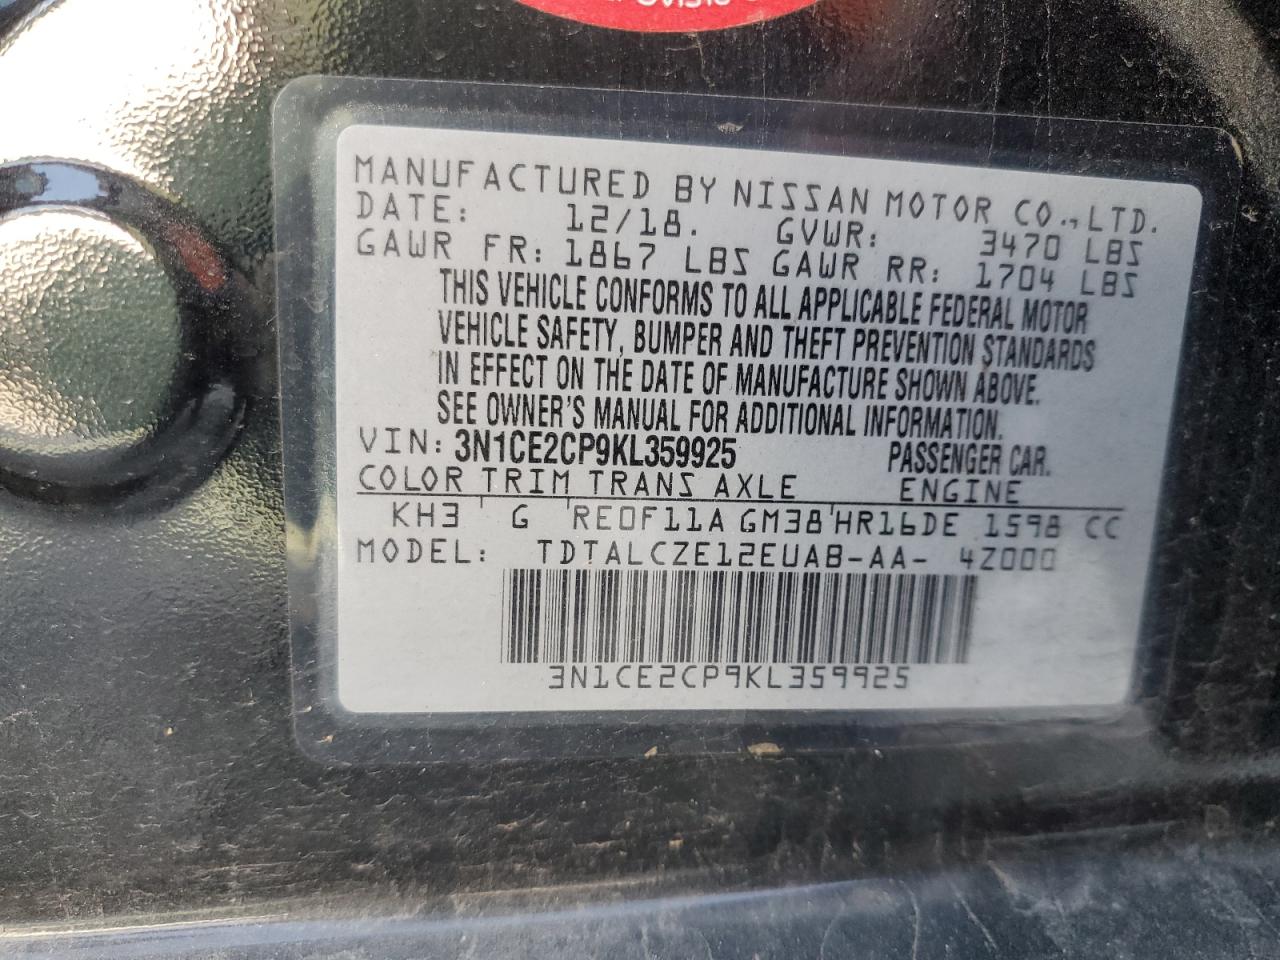 MANUFACTURED BY NISSAN MOTOR CO., LTD.
DATE: 12/18. GVWR: 3470 LBS
GAWR FR: 1867 LBS GAWR RR: 1704 LBS
THIS VEHICLE CONFORMS TO ALL APPLICABLE FEDERAL MOTOR
VEHICLE SAFETY, BUMPER AND THEFT PREVENTION STANDARDS
IN EFFECT ON THE DATE OF MANUFACTURE SHOWN ABOVE.
SEE OWNER'S MANUAL FOR ADDITIONAL INFORMATION.
VIN: 3N1CE2CP9KL359925 PASSENGER CAR.
COLOR TRIM TRANS AXLE ENGINE
KH3 ' G 'RE0F11A GM38'HR16DE 1598 CC
MODEL: TDTALCZE12EUAB-AA- 4Z000
3N1CE2CP9KL359925